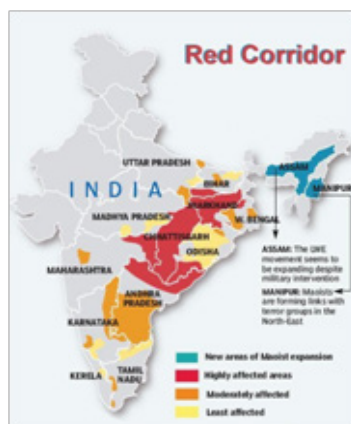 Red Corridor
UTTAR PRADESH
ASSAM
BIHAR
MANIPUR
INDIA
JHARKHAND
W. BENGAL
MADHYA PRADESH
CHHATTISGARH
ODISHA
ASSAM: The
movement seems to
be expanding despite
military intervention
MANIPUR: Maoists
are forming links with
terror groups in the
North-East
MAHARASHTRA
ANDHRA
PRADESH
KARNATAKA
KERELA
TAMIL
NADU
New areas of Maoist expansion
Highly affected areas
Moderately affected
Least affected